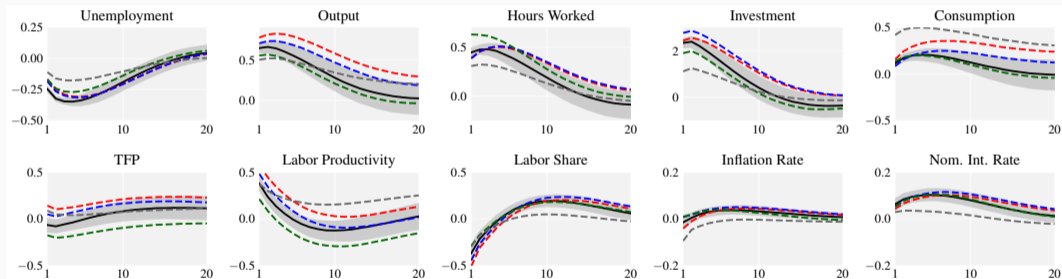 Unemployment Output Hours Worked Investment Consumption
0.25 0.00 −0.25 −0.50 1 10 20
0.5 0.0 1 10 20
0.5 0.0 1 10 20
2 0 1 10 20
0.5 0.0 −0.5 1 10 20
TFP Labor Productivity Labor Share Inflation Rate Nom. Int. Rate
0.5 0.0 −0.5 1 10 20
0.5 0.0 −0.5 1 10 20
0.5 0.0 −0.5 1 10 20
0.2 0.0 −0.2 1 10 20
0.2 0.0 −0.2 1 10 20